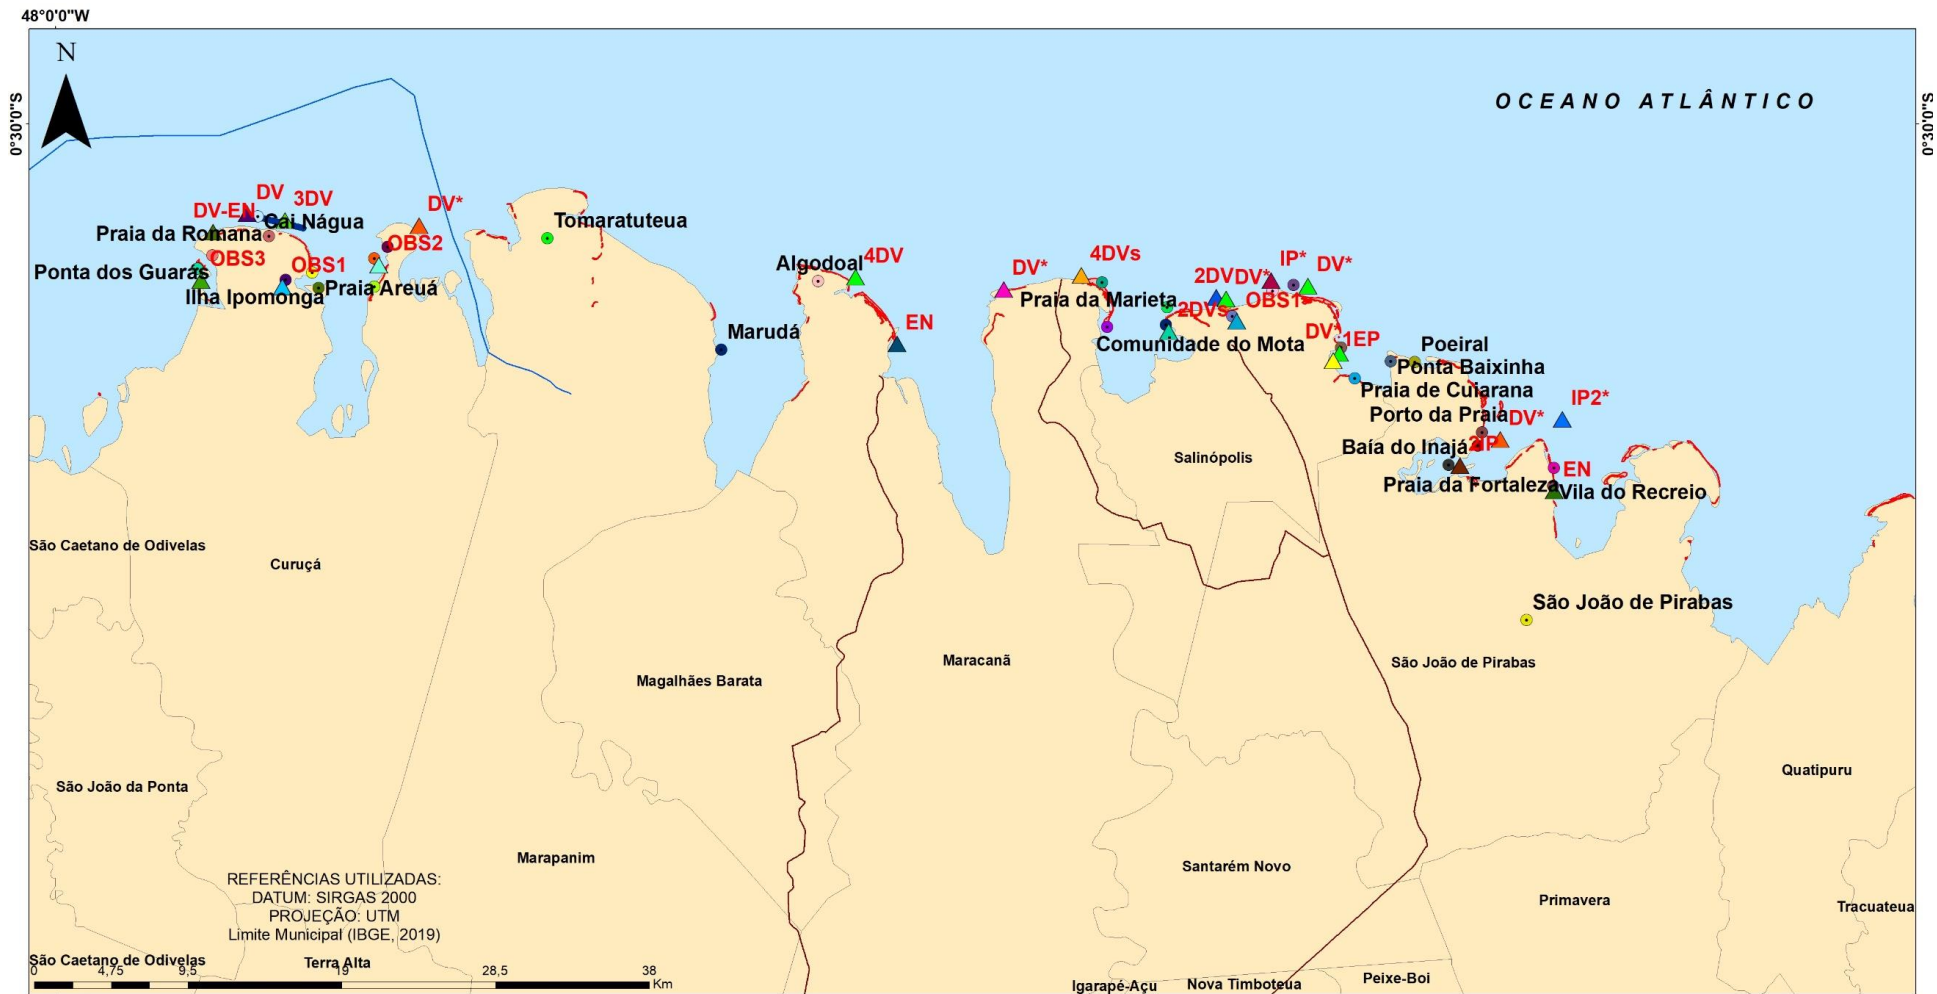 48°0'0"W
N
0°30'0"S
0°30'0"S
OCEANO ATLÂNTICO
DV
3DV
DV-EN
Cai Nágua
DV*
Praia da Romana
OBS2
Tomaratuteua
OBS3
OBS1
Ponta dos Guarás
Ilha Ipomonga
Praia Areuá
Algodoal
4DV
Marudá
EN
DV*
4DVs
Praia da Marieta
2DV
DV*
IP*
DV*
OBS1
2DVs
Comunidade do Mota
DV*
1EP
Poeiral
Ponta Baixinha
Praia de Cuiarana
Porto da Praia
DV*
IP2*
Baía do Inajá
2IP
EN
Praia da Fortaleza
Vila do Recreio
Salinópolis
São Caetano de Odivelas
Curuçá
São João de Pirabas
Maracanã
São João de Pirabas
Magalhães Barata
São João da Ponta
Quatipuru
Marapanim
Santarém Novo
Primavera
Tracuateua
REFERÊNCIAS UTILIZADAS:
DATUM: SIRGAS 2000
PROJEÇÃO: UTM
Limite Municipal (IBGE, 2019)
São Caetano de Odivelas
Terra Alta
Igarapé-Açu
Nova Timboteua
Peixe-Boi
0 4,75 9,5 19 28,5 38
Km